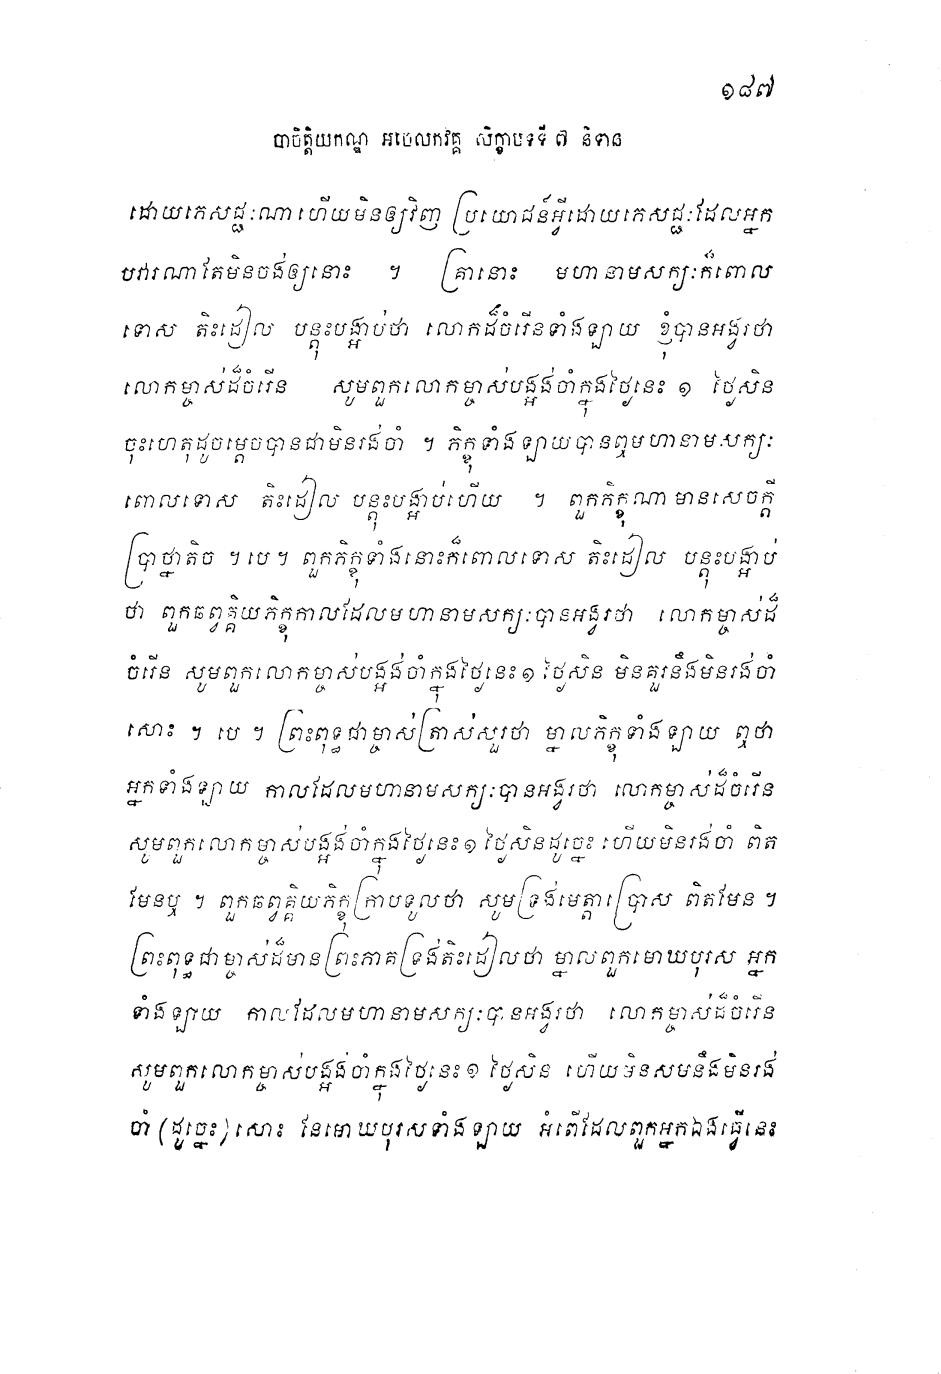 ១៨៧
បាចិត្តិយកណ្ឌ អចេលកវគ្គ សិក្ខាបទទី ៧ និទាន
ដោយភេសជ្ជៈណាហើយមិនឲ្យវិញ ប្រយោជន៍អ្វីដោយភេសជ្ជៈដែលអ្នក
បវារណាតែមិនចង់ឲ្យនោះ ។ គ្រានោះ មហានាមសក្យៈក៏ពោល
ទោស តិះដៀល បន្តុះបង្អាប់ថា លោកដ៏ចំរើនទាំងឡាយ ខ្ញុំបានអង្វរថា
លោកម្ចាស់ដ៏ចំរើន សូមពួកលោកម្ចាស់បង្អង់ចាំក្នុងថ្ងៃនេះ ១ ថ្ងៃសិន
ចុះហេតុដូចម្តេចបានជាមិនរង់ចាំ ។ ភិក្ខុទាំងឡាយបានឮមហានាមសក្យៈ
ពោលទោស តិះដៀល បន្តុះបង្អាប់ហើយ ។ ពួកភិក្ខុណាមានសេចក្តី
ប្រាថ្នាតិច ។ បេ ។ ពួកភិក្ខុទាំងនោះក៏ពោលទោស តិះដៀល បន្តុះបង្អាប់
ថា ពួកឆព្វគ្គិយភិក្ខុកាលដែលមហានាមសក្យៈបានអង្វរថា លោកម្ចាស់ដ៏
ចំរើន សូមពួកលោកម្ចាស់បង្អង់ចាំក្នុងថ្ងៃនេះ ១ ថ្ងៃសិន មិនគួរនឹងមិនរង់ចាំ
សោះ ។ បេ ។ ព្រះពុទ្ធជាម្ចាស់ត្រាស់សួរថា ម្នាលភិក្ខុទាំងឡាយ ឮថា
អ្នកទាំងឡាយ កាលដែលមហានាមសក្យៈបានអង្វរថា លោកម្ចាស់ដ៏ចំរើន
សូមពួកលោកម្ចាស់បង្អង់ចាំក្នុងថ្ងៃនេះ ១ ថ្ងៃសិនដូច្នេះ ហើយមិនរង់ចាំ ពិត
មែនឬ ។ ពួកឆព្វគ្គិយភិក្ខុក្រាបទូលថា សូមទ្រង់មេត្តាប្រោស ពិតមែន ។
ព្រះពុទ្ធជាម្ចាស់ដ៏មានព្រះភាគទ្រង់តិះដៀលថា ម្នាលពួកមោឃបុរស អ្នក
ទាំងឡាយ កាលដែលមហានាមសក្យៈបានអង្វរថា លោកម្ចាស់ដ៏ចំរើន
សូមពួកលោកម្ចាស់បង្អង់ចាំក្នុងថ្ងៃនេះ ១ ថ្ងៃសិន ហើយមិនសមនឹងមិនរង់
ចាំ (ដូច្នេះ) សោះ នែមោឃបុរសទាំងឡាយ អំពើដែលពួកអ្នកឯងធ្វើនេះ